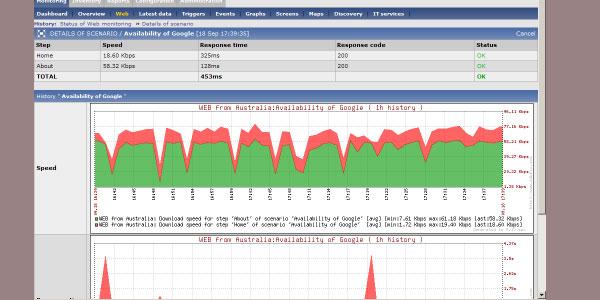 Monitoring Inventory Reports Configuration Administration
Dashboard Overview Web Latest data Triggers Events Graphs Screens Maps Discovery IT services
History: Status of Web monitoring » Details of scenario
DETAILS OF SCENARIO / Availability of Google [18 Sep 17:39:35] Cancel
Step Speed Response time Response code Status
Home 18.60 Kbps 325ms 200 OK
About 58.32 Kbps 128ms 200 OK
TOTAL 453ms OK
History "Availability of Google"
WEB from Australia:Availability of Google ( 1h history )
Speed
WEB from Australia: Download speed for step 'About' of scenario 'Availability of Google' [avg] [min:7.61 Kbps max:61.18 Kbps last:58.32 Kbps]
WEB from Australia: Download speed for step 'Home' of scenario 'Availability of Google' [avg] [min:1.72 Kbps max:19.40 Kbps last:18.60 Kbps]
WEB from Australia:Availability of Google ( 1h history )